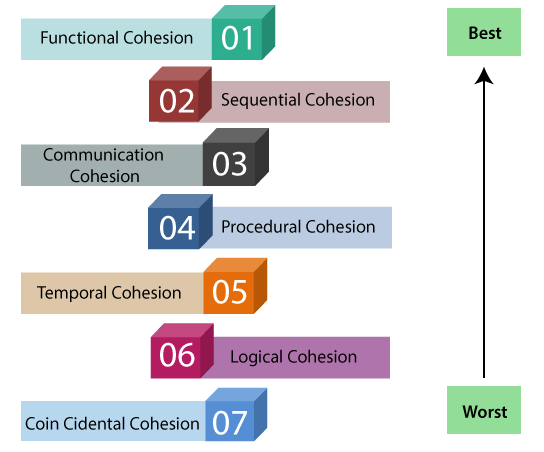 Functional Cohesion 01
Best
02 Sequential Cohesion
Communication
Cohesion
03
04 Procedural Cohesion
Temporal Cohesion 05
06 Logical Cohesion
Coin Cidental Cohesion 07
Worst